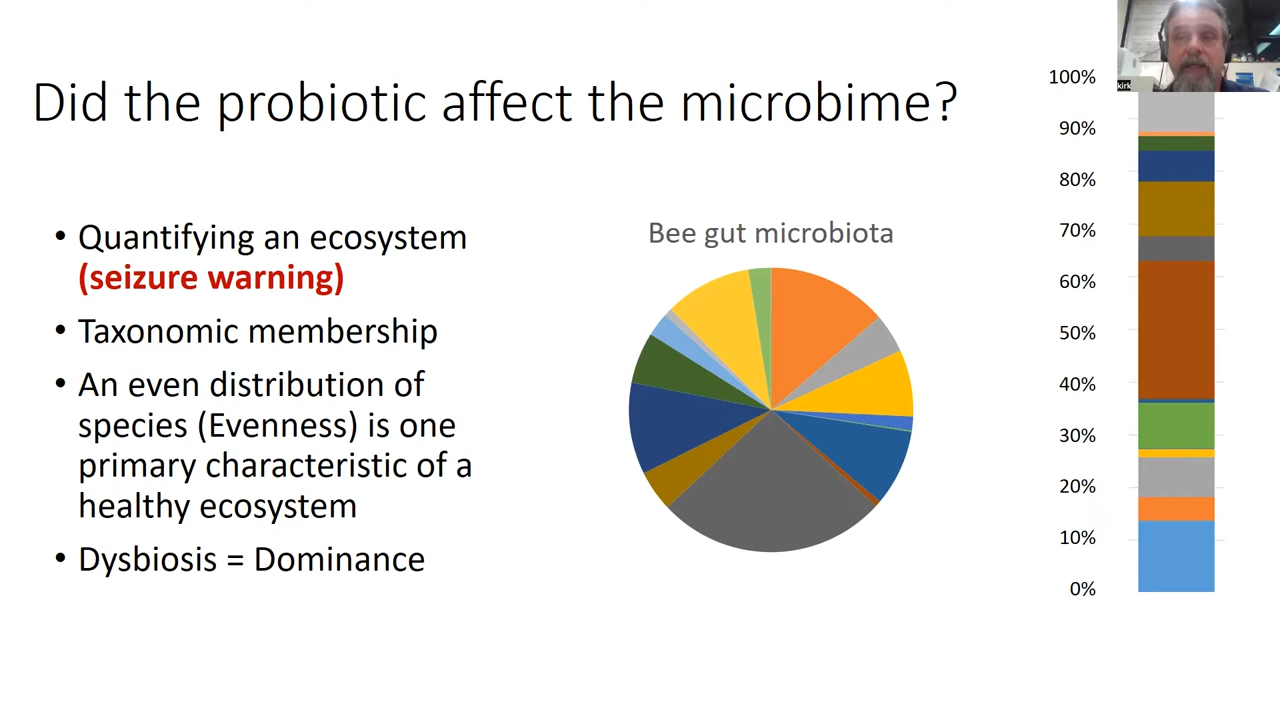 Did the probiotic affect the microbime?
• Quantifying an ecosystem
(seizure warning)
• Taxonomic membership
• An even distribution of
species (Evenness) is one
primary characteristic of a
healthy ecosystem
• Dysbiosis = Dominance
Bee gut microbiota
100%
90%
80%
70%
60%
50%
40%
30%
20%
10%
0%
kirk